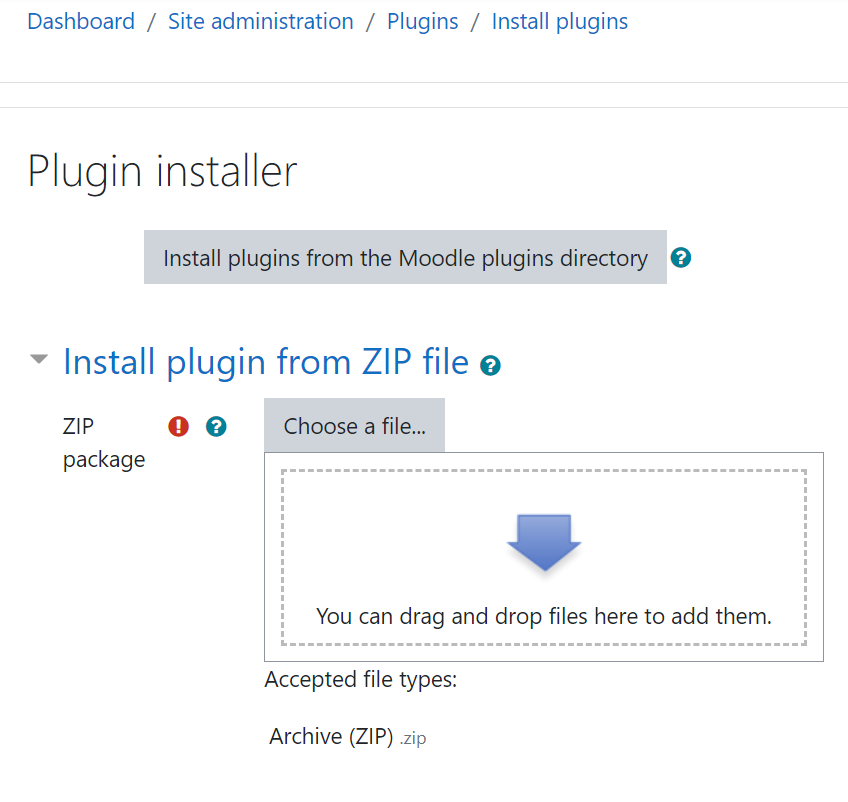 Dashboard / Site administration / Plugins / Install plugins
Plugin installer
Install plugins from the Moodle plugins directory ?
Install plugin from ZIP file ?
ZIP ! ? Choose a file...
package
You can drag and drop files here to add them.
Accepted file types:
Archive (ZIP) .zip